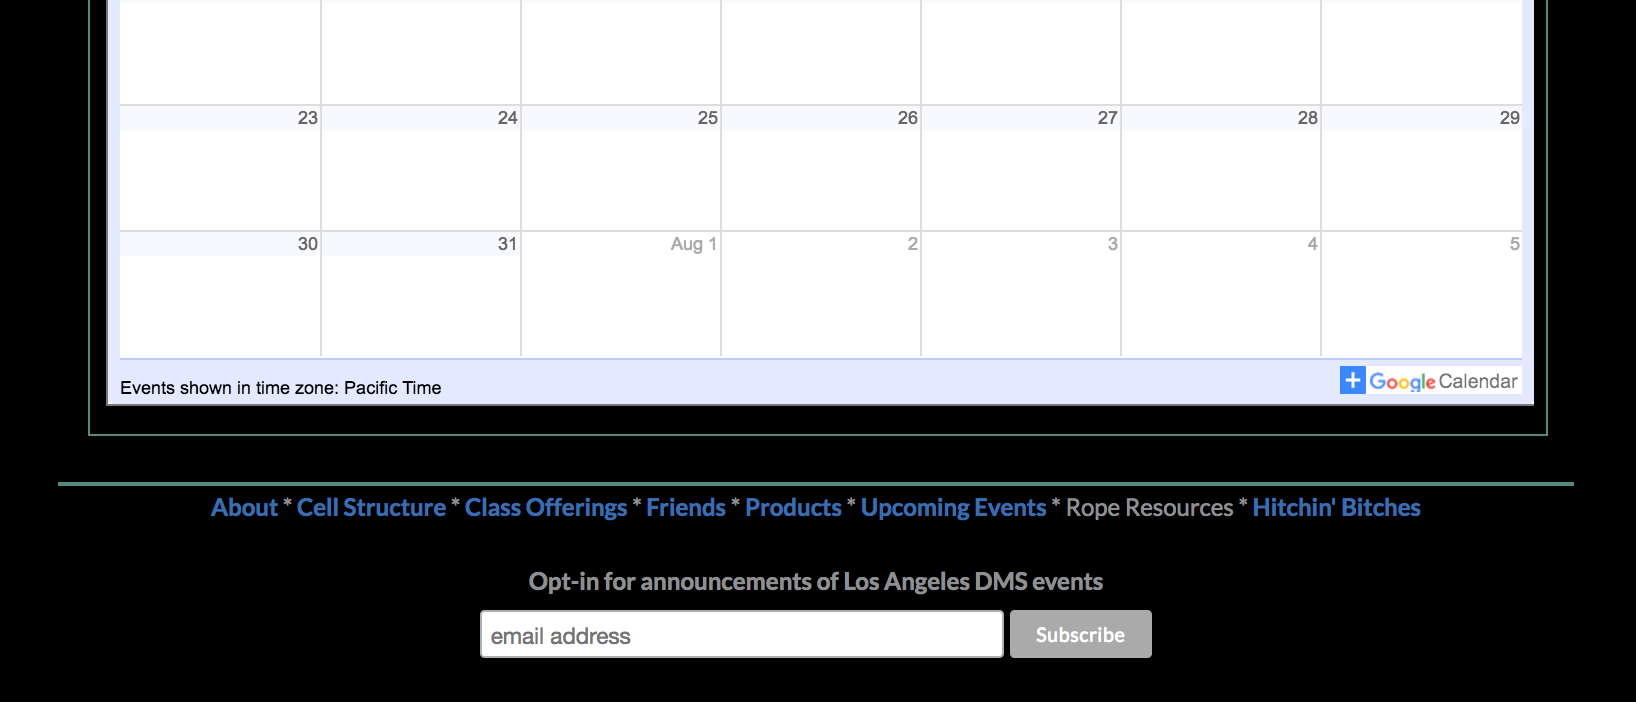 23 24 25 26 27 28 29
30 31 Aug 1 2 3 4 5
Events shown in time zone: Pacific Time
+ Google Calendar
About * Cell Structure * Class Offerings * Friends * Products * Upcoming Events * Rope Resources * Hitchin' Bitches
Opt-in for announcements of Los Angeles DMS events
email address
Subscribe